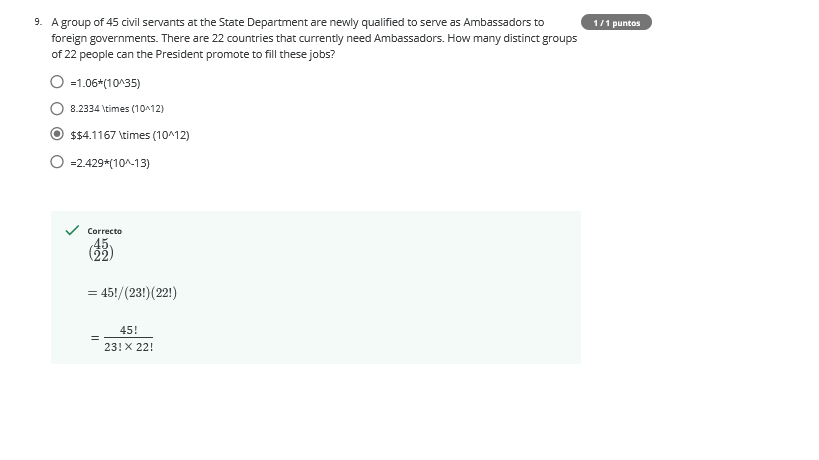 9. A group of 45 civil servants at the State Department are newly qualified to serve as Ambassadors to
foreign governments. There are 22 countries that currently need Ambassadors. How many distinct groups
of 22 people can the President promote to fill these jobs?
1 / 1 puntos
=1.06*(10^35)
8.2334 \times (10^12)
$$4.1167 \times (10^12)
=2.429*(10^-13)
Correcto
(45
22)
= 45!/(23!)(22!)
= 45!
23! × 22!